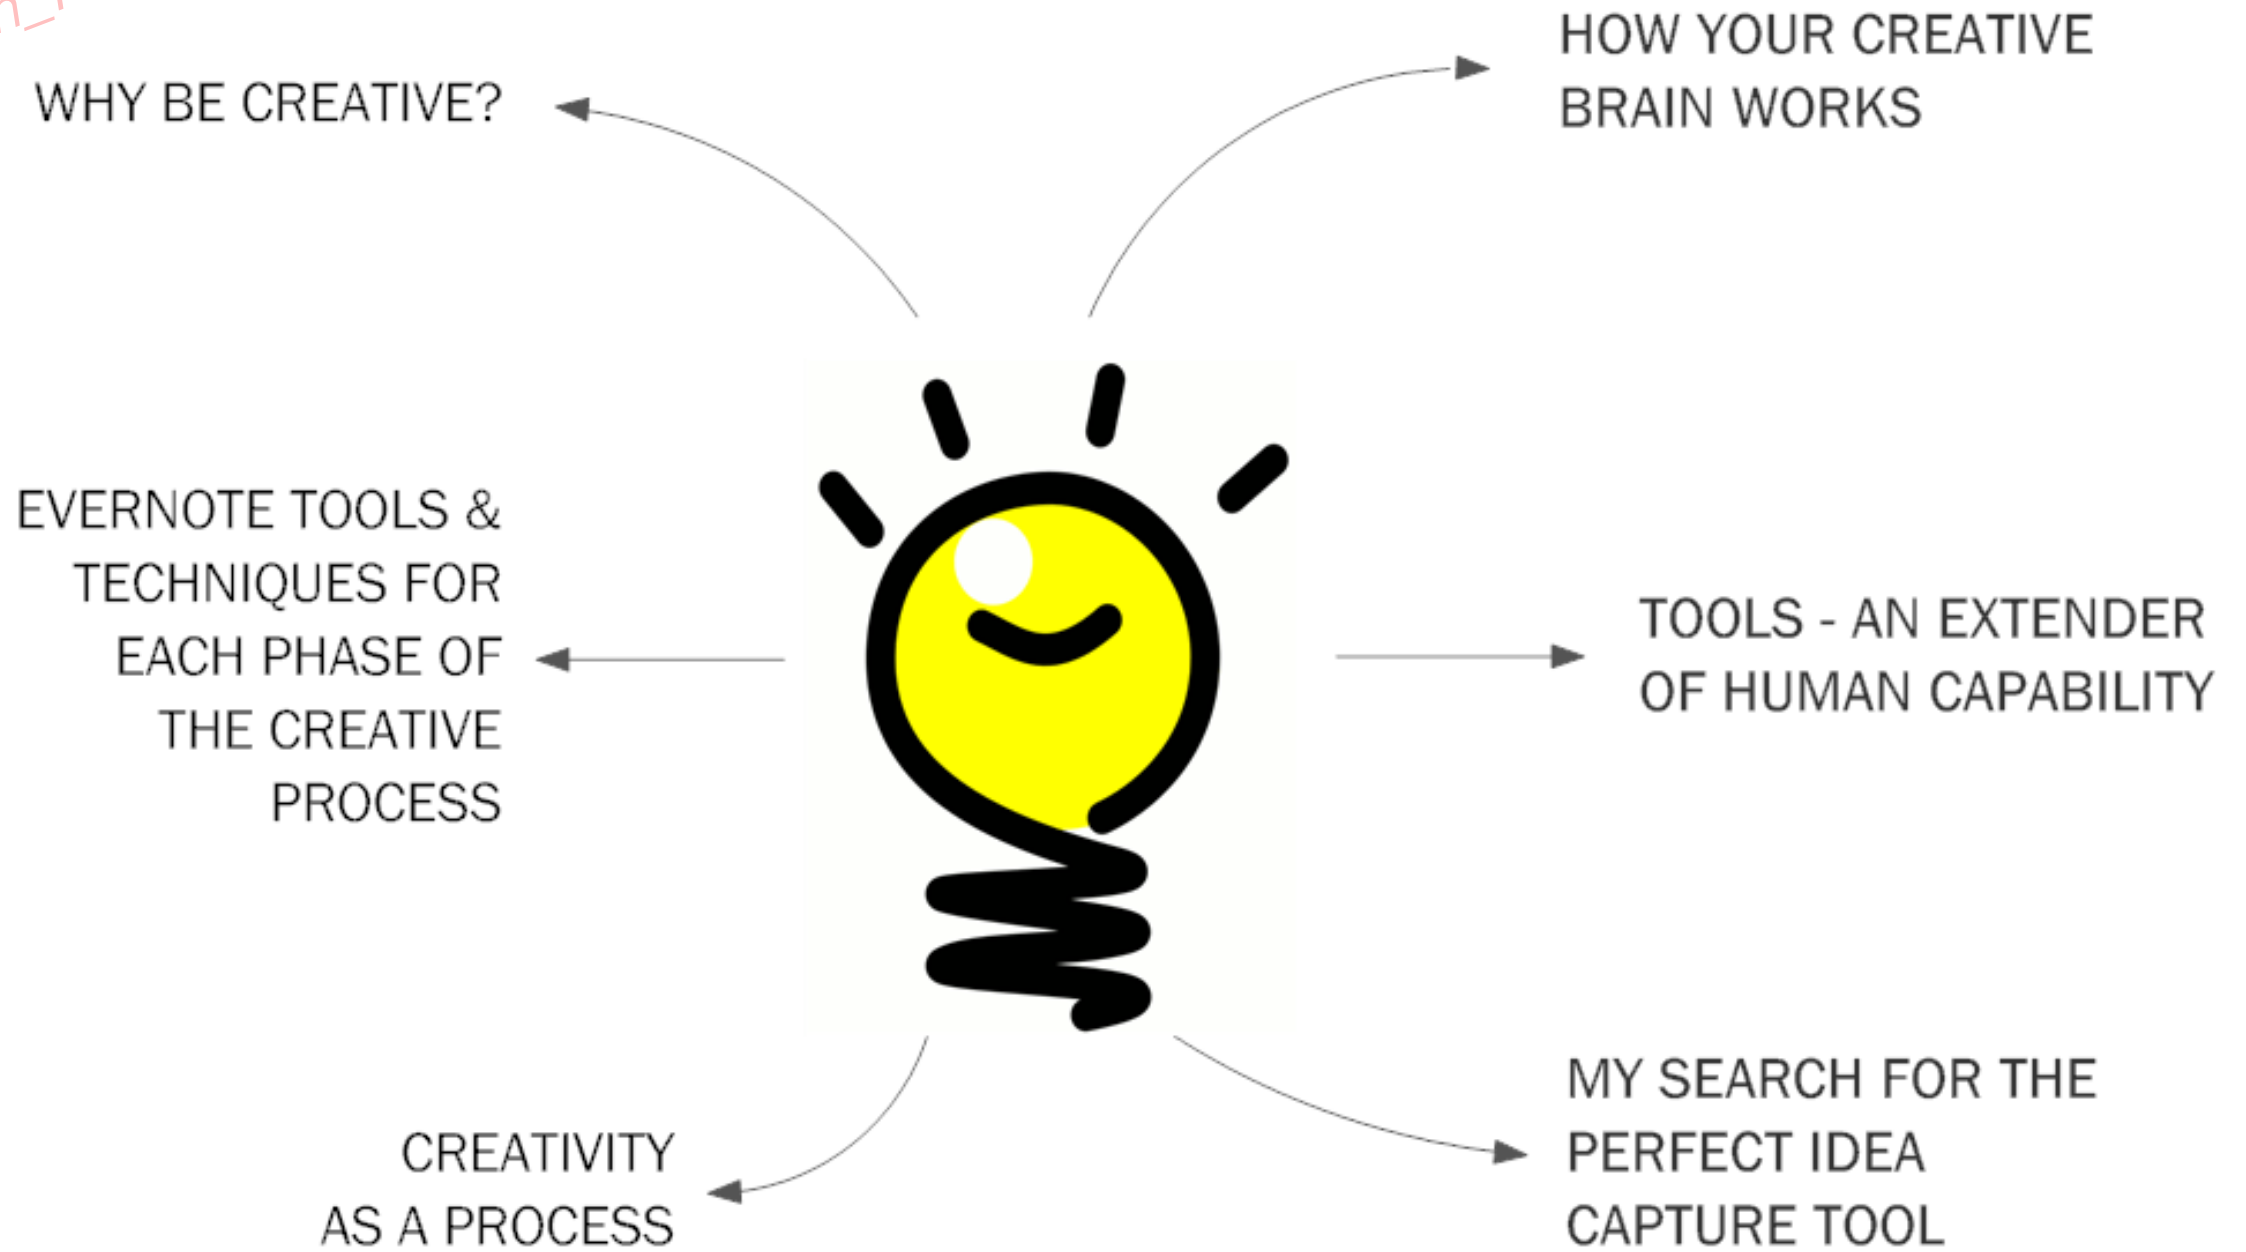 WHY BE CREATIVE?
HOW YOUR CREATIVE
BRAIN WORKS
EVERNOTE TOOLS &
TECHNIQUES FOR
EACH PHASE OF
THE CREATIVE
PROCESS
TOOLS - AN EXTENDER
OF HUMAN CAPABILITY
CREATIVITY
AS A PROCESS
MY SEARCH FOR THE
PERFECT IDEA
CAPTURE TOOL